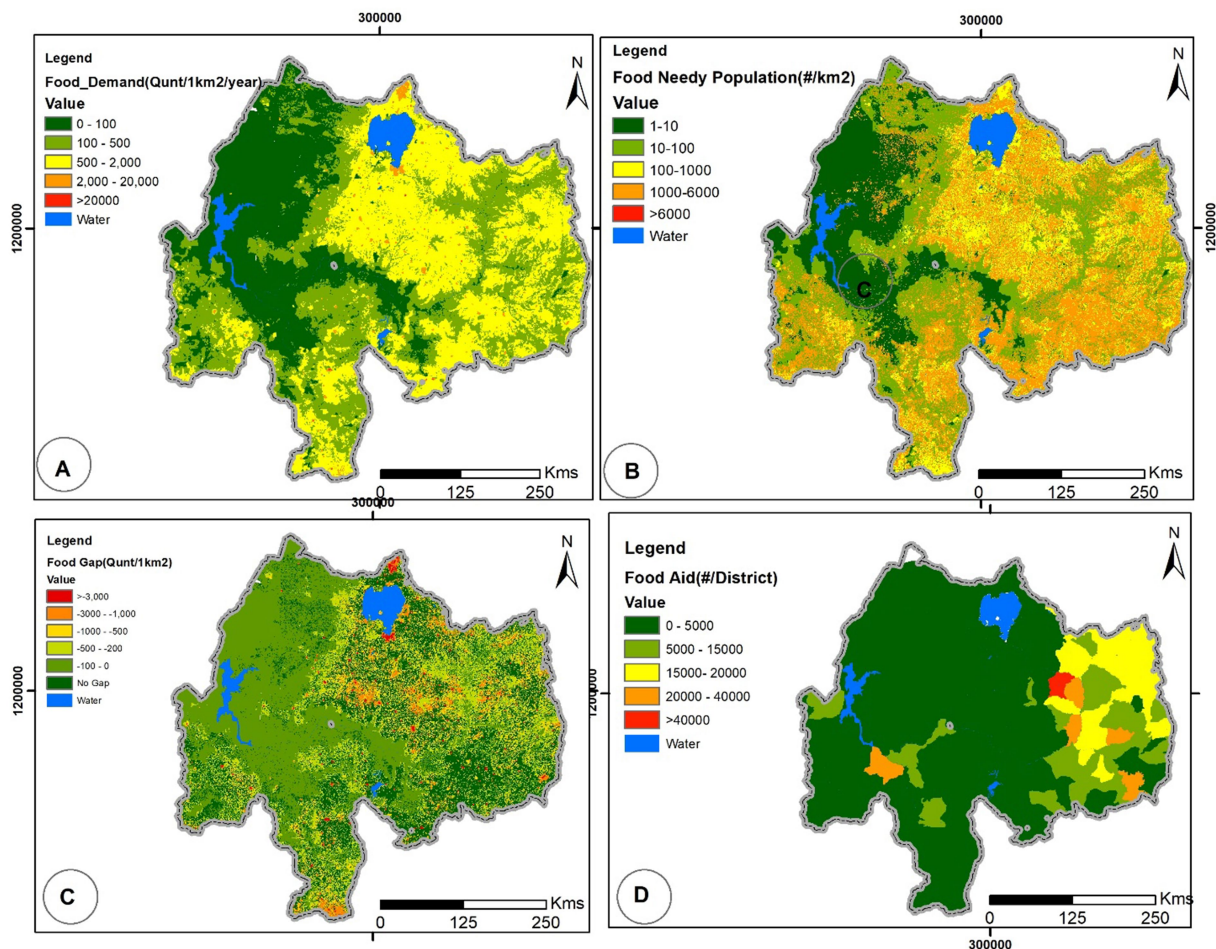 300000
Legend
Food_Demand(Qunt/1km2/year)
Value
0 - 100
100 - 500
500 - 2,000
2,000 - 20,000
>20000
Water
N
1200000
A
Kms
0 125 250
300000
300000
Legend
Food Needy Population(#/km2)
Value
1-10
10-100
100-1000
1000-6000
>6000
Water
N
1200000
C
B
Kms
0 125 250
Legend
Food Gap(Qunt/1km2)
Value
>-3,000
-3000 - -1,000
-1000 - -500
-500 - -200
-100 - 0
No Gap
Water
N
1200000
C
Kms
0 125 250
Legend
Food Aid(#/District)
Value
0 - 5000
5000 - 15000
15000- 20000
20000 - 40000
>40000
Water
N
D
Kms
0 125 250
300000